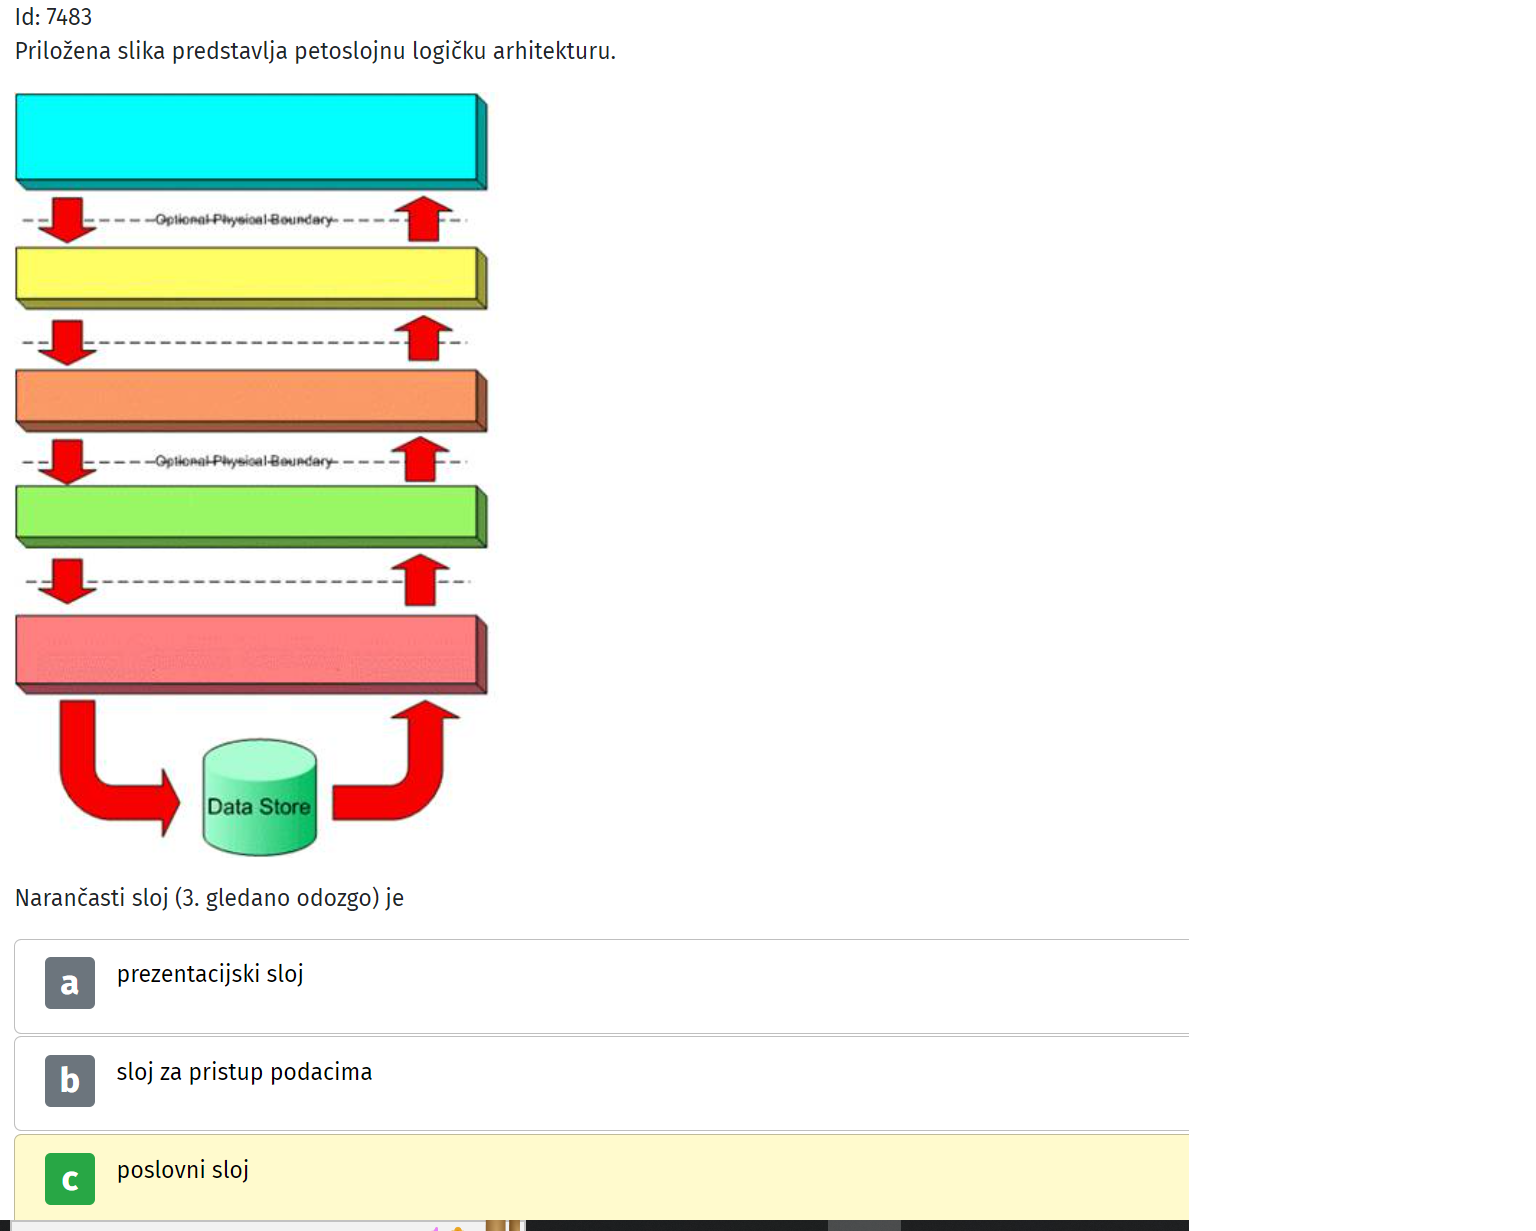 Id: 7483
Priložena slika predstavlja petoslojnu logičku arhitekturu.
Optional Physical Boundary
Optional Physical Boundary
Data Store
Narančasti sloj (3. gledano odozgo) je
a prezentacijski sloj
b sloj za pristup podacima
c poslovni sloj